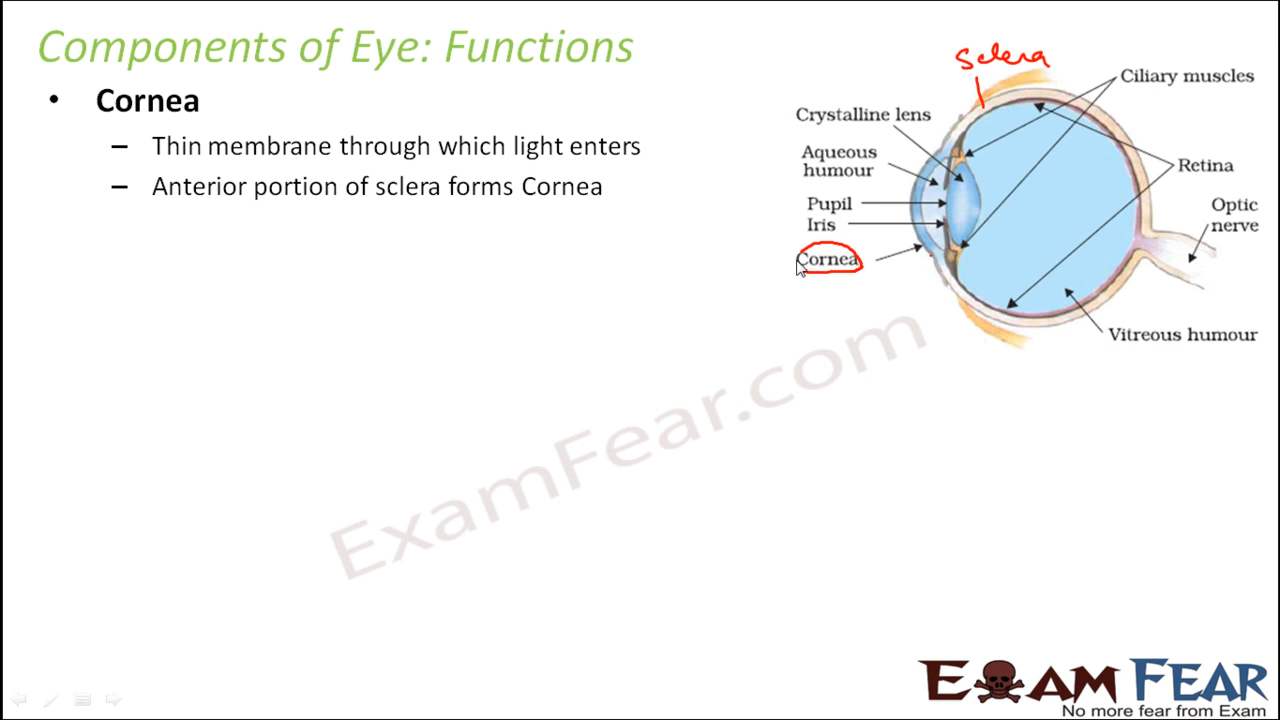 Components of Eye: Functions
• Cornea
– Thin membrane through which light enters
– Anterior portion of sclera forms Cornea
sclera
Ciliary muscles
Crystalline lens
Aqueous
humour
Retina
Pupil
Optic
nerve
Iris
Cornea
Vitreous humour
ExamFear.com
EXAM FEAR
No more fear from Exam